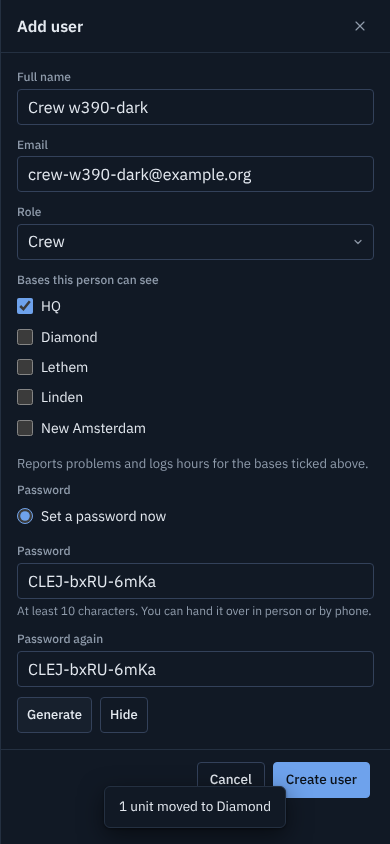 Add user
Full name
Crew w390-dark
Email
crew-w390-dark@example.org
Role
Crew
Bases this person can see
HQ
Diamond
Lethem
Linden
New Amsterdam
Reports problems and logs hours for the bases ticked above.
Password
Set a password now
Password
CLEJ-bxRU-6mKa
At least 10 characters. You can hand it over in person or by phone.
Password again
CLEJ-bxRU-6mKa
Generate Hide
Cancel Create user
1 unit moved to Diamond